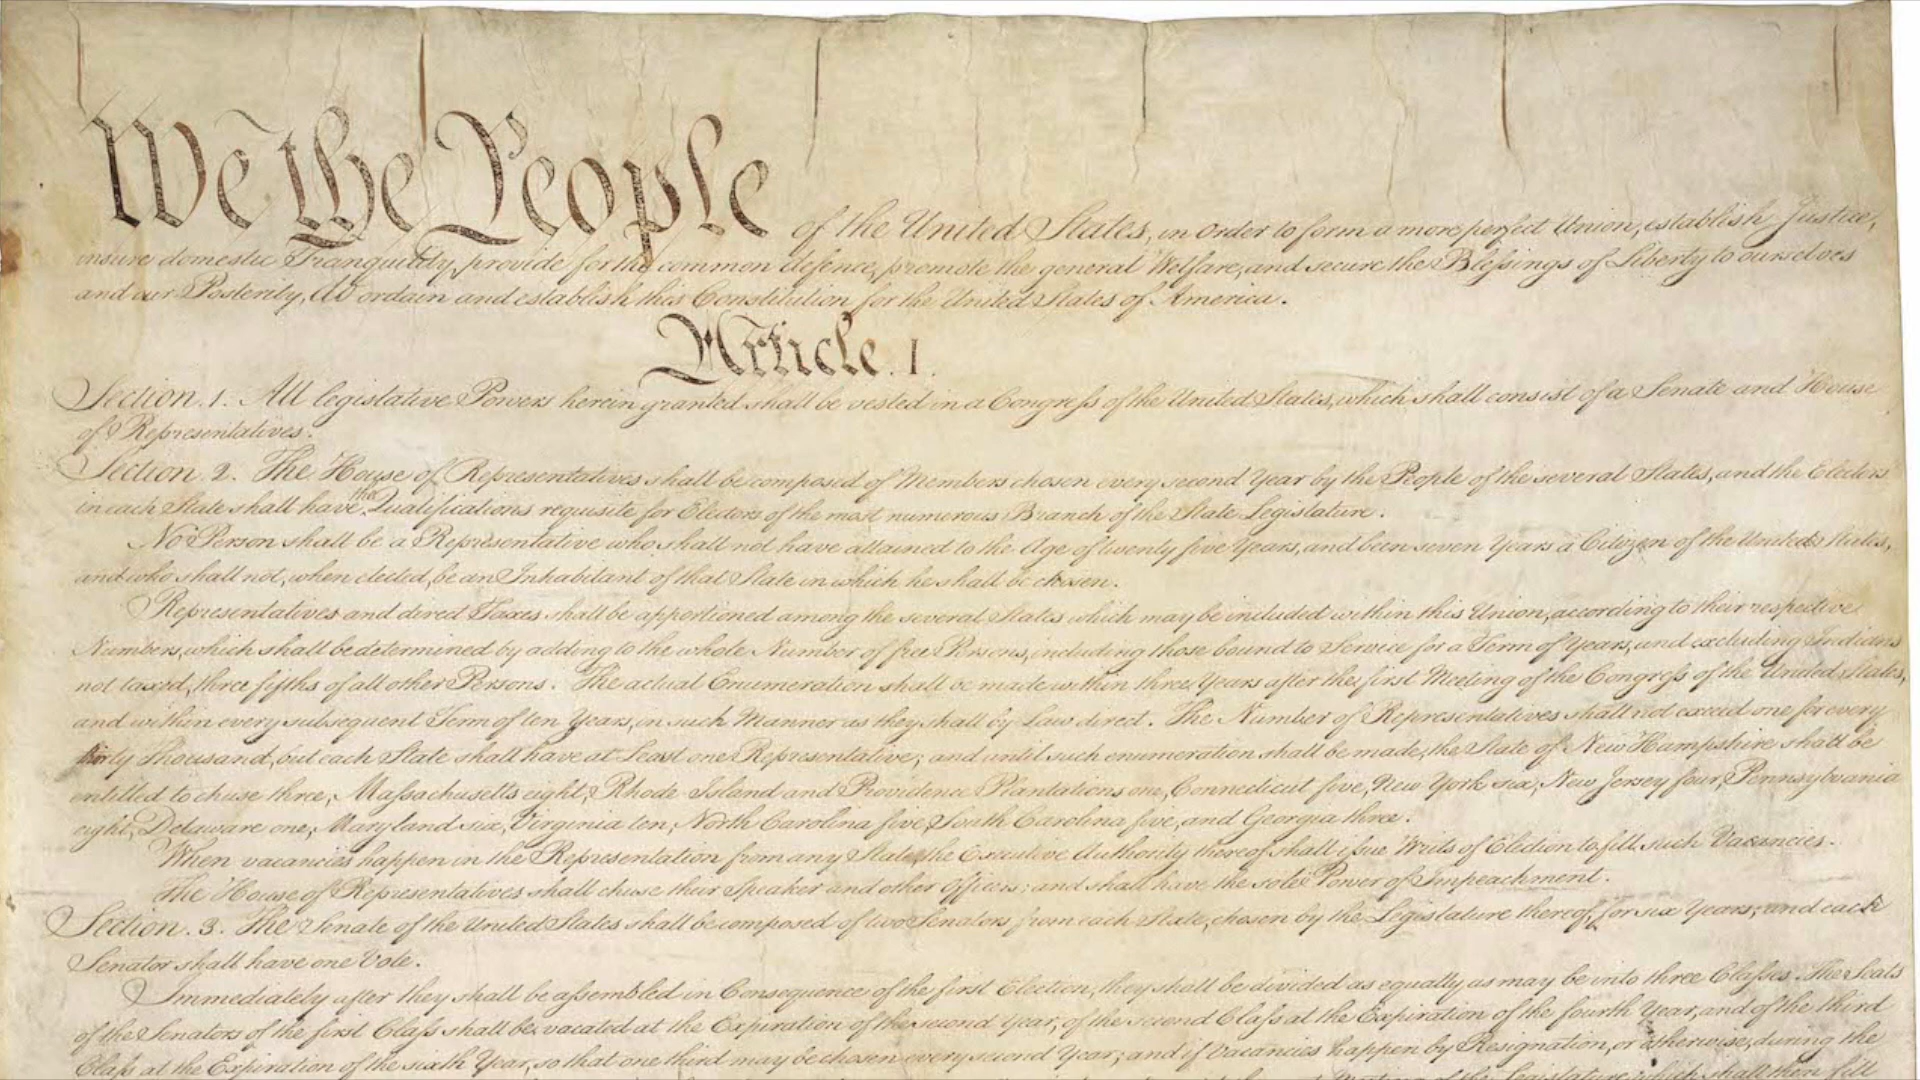 We the People of the United States, in Order to form a more perfect Union, establish Justice,
insure domestic Tranquility, provide for the common defence, promote the general Welfare, and secure the Blessings of Liberty to ourselves
and our Posterity, do ordain and establish this Constitution for the United States of America.
Article. I.
Section. 1. All legislative Powers herein granted shall be vested in a Congress of the United States, which shall consist of a Senate and House
of Representatives.
Section. 2. The House of Representatives shall be composed of Members chosen every second Year by the People of the several States, and the Electors
in each State shall have the Qualifications requisite for Electors of the most numerous Branch of the State Legislature.
No Person shall be a Representative who shall not have attained to the Age of twenty five Years, and been seven Years a Citizen of the United States,
and who shall not, when elected, be an Inhabitant of that State in which he shall be chosen.
Representatives and direct Taxes shall be apportioned among the several States which may be included within this Union, according to their respective
Numbers, which shall be determined by adding to the whole Number of free Persons, including those bound to Service for a Term of Years, and excluding Indians
not taxed, three fifths of all other Persons. The actual Enumeration shall be made within three Years after the first Meeting of the Congress of the United States,
and within every subsequent Term of ten Years, in such Manner as they shall by Law direct. The Number of Representatives shall not exceed one for every
thirty Thousand, but each State shall have at Least one Representative; and until such enumeration shall be made, the State of New Hampshire shall be
entitled to chuse three, Massachusetts eight, Rhode Island and Providence Plantations one, Connecticut five, New York six, New Jersey four, Pennsylvania
eight, Delaware one, Maryland six, Virginia ten, North Carolina five, South Carolina five, and Georgia three.
When vacancies happen in the Representation from any State, the Executive Authority thereof shall issue Writs of Election to fill such Vacancies.
The House of Representatives shall chuse their Speaker and other Officers; and shall have the sole Power of Impeachment.
Section. 3. The Senate of the United States shall be composed of two Senators from each State, chosen by the Legislature thereof, for six Years; and each
Senator shall have one Vote.
Immediately after they shall be assembled in Consequence of the first Election, they shall be divided as equally as may be into three Classes. The Seats
of the Senators of the first Class shall be vacated at the Expiration of the second Year, of the second Class at the Expiration of the fourth Year, and of the third
Class at the Expiration of the sixth Year, so that one third may be chosen every second Year; and if Vacancies happen by Resignation, or otherwise, during the
Meeting of the Legislature, which shall then fill